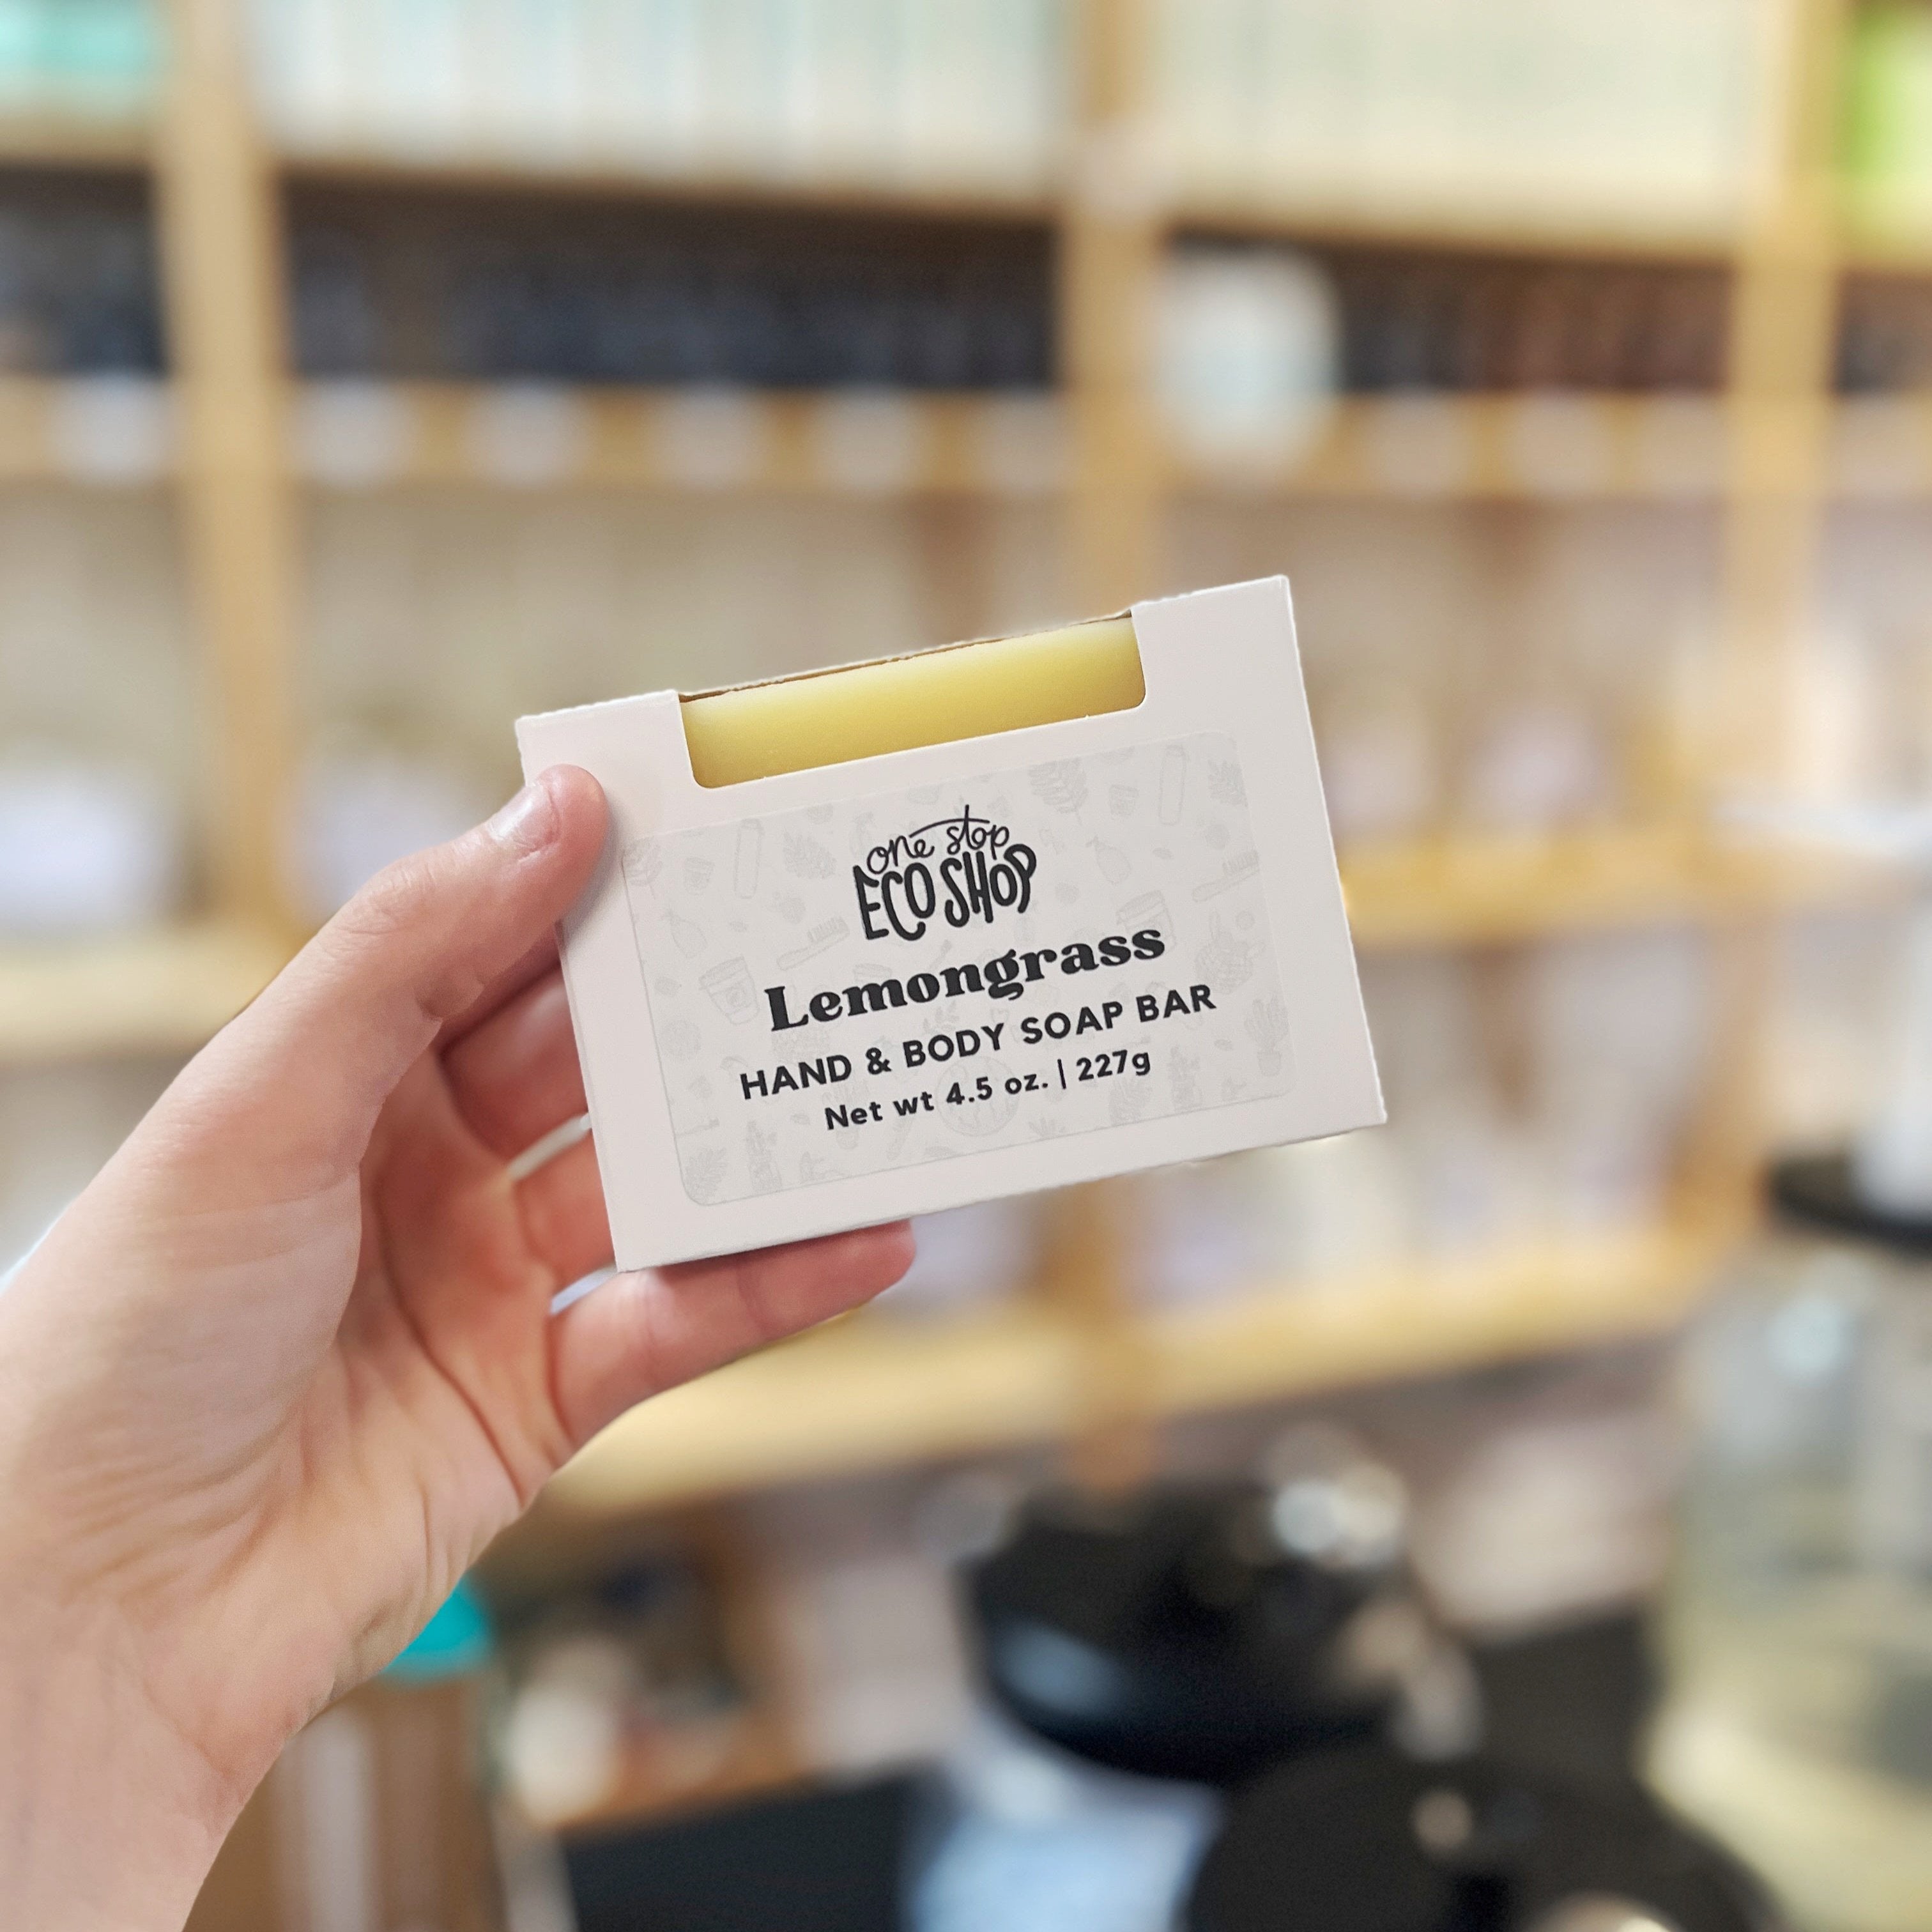 one stop
ECO SHOP
Lemongrass
HAND & BODY SOAP BAR
Net wt 4.5 oz. | 227g